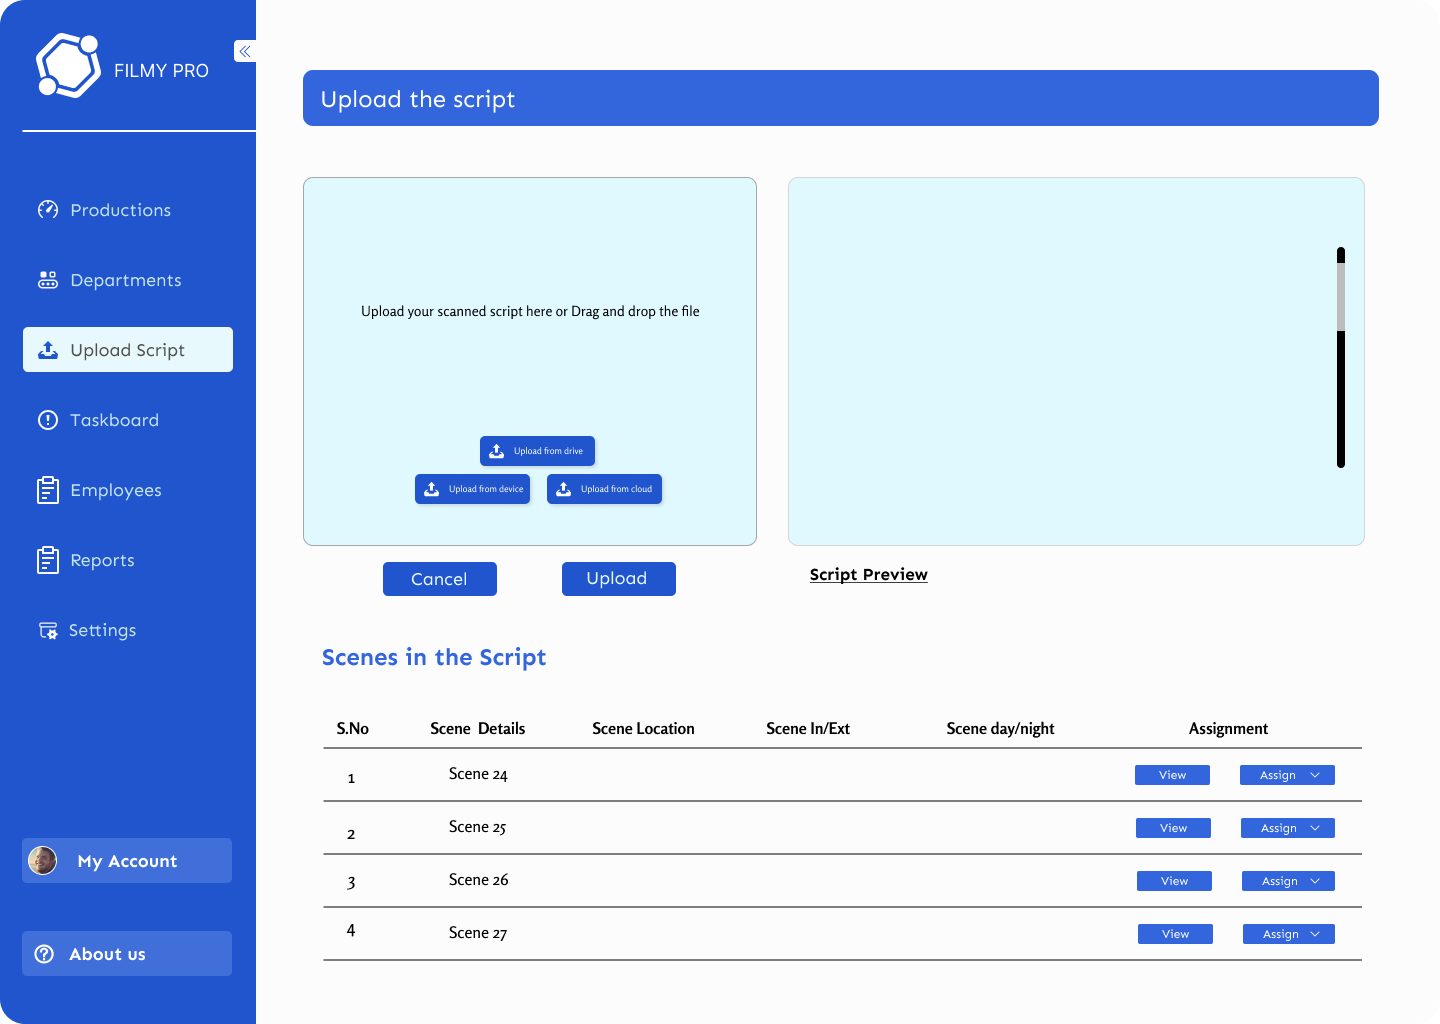 FILMY PRO
Productions
Departments
Upload Script
Taskboard
Employees
Reports
Settings
My Account
About us
Upload the script
Upload your scanned script here or Drag and drop the file
Upload from drive
Upload from device
Upload from cloud
Cancel
Upload
Script Preview
Scenes in the Script
S.No Scene Details Scene Location Scene In/Ext Scene day/night Assignment
1 Scene 24 View Assign
2 Scene 25 View Assign
3 Scene 26 View Assign
4 Scene 27 View Assign